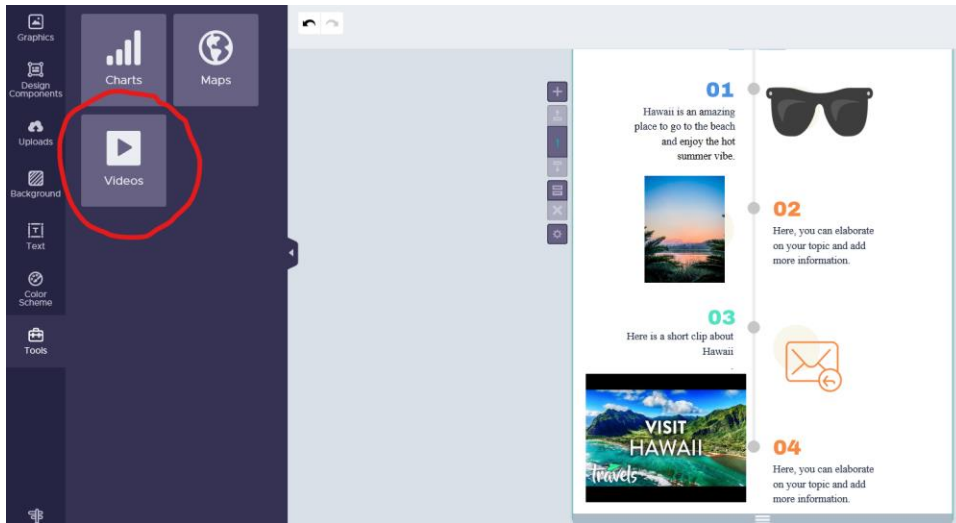 Graphics
Design
Components
Uploads
Background
Text
Color
Scheme
Tools
Charts
Maps
Videos
01
Hawaii is an amazing
place to go to the beach
and enjoy the hot
summer vibe.
02
Here, you can elaborate
on your topic and add
more information.
03
Here is a short clip about
Hawaii
.
VISIT
HAWAII
travels
04
Here, you can elaborate
on your topic and add
more information.